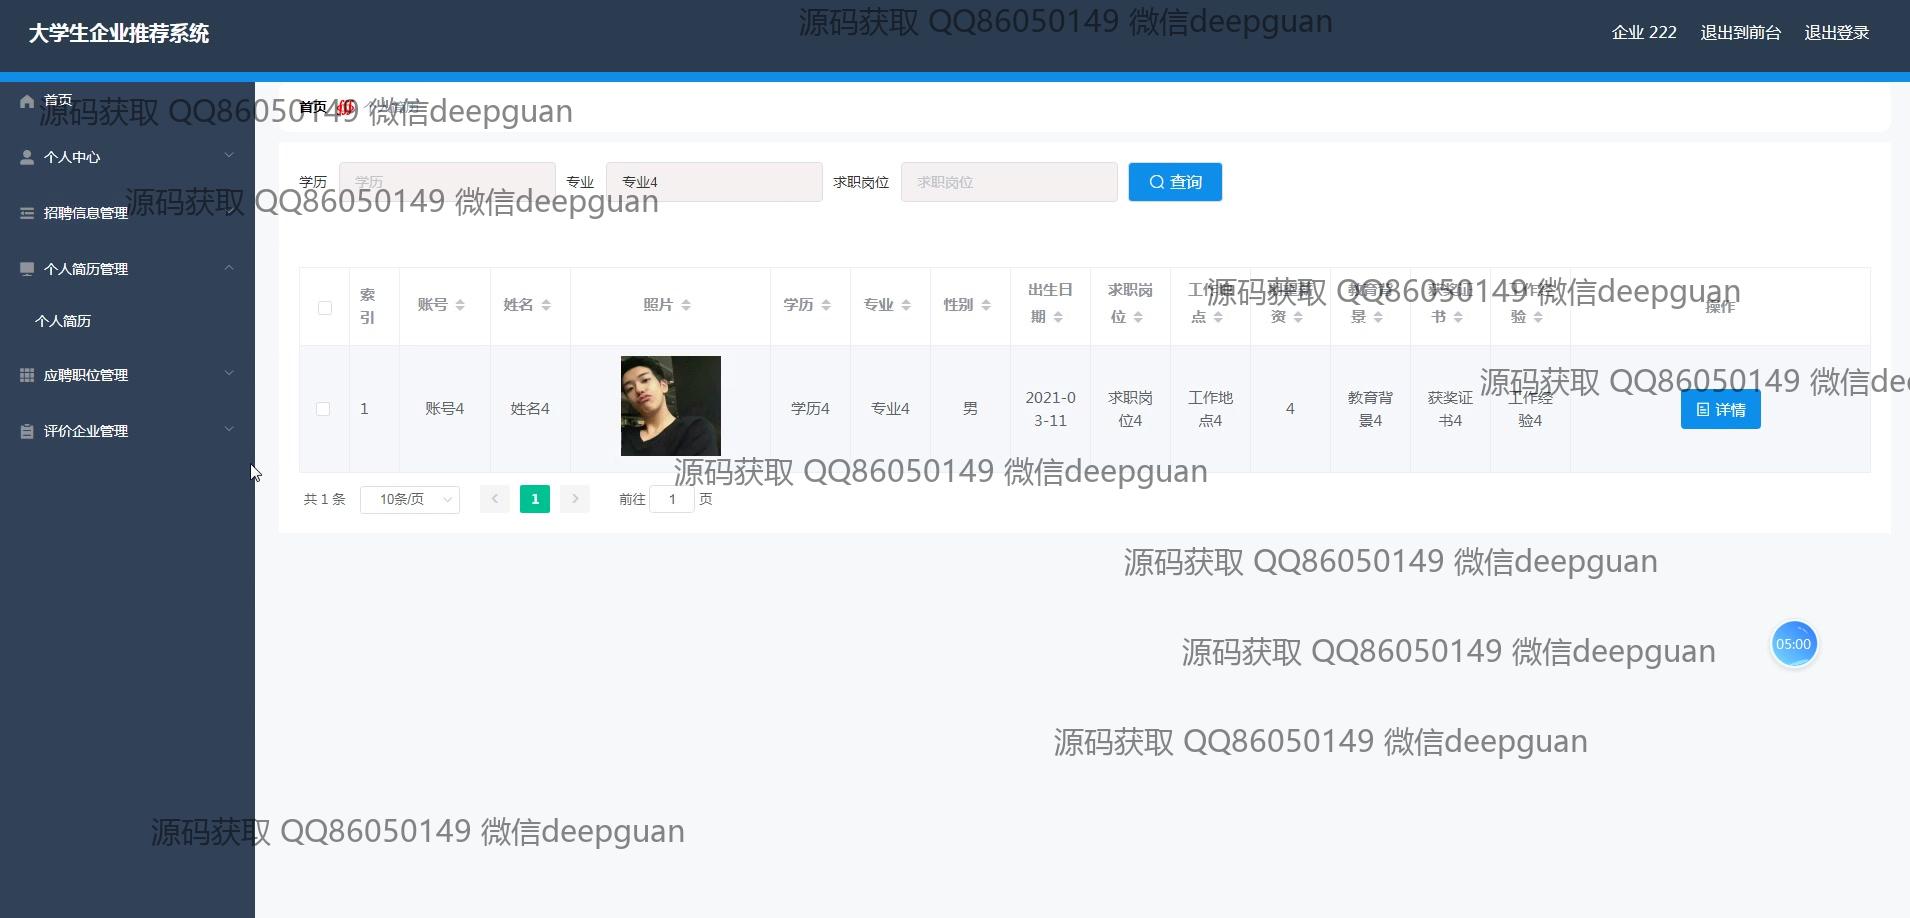 大学生企业推荐系统
源码获取 QQ86050149 微信deepguan
企业 222 退出到前台 退出登录
首页
源码获取 QQ86050149 微信deepguan
首页 个人简历
个人中心
学历 学历 专业 专业4 求职岗位 求职岗位 查询
源码获取 QQ86050149 微信deepguan
招聘信息管理
个人简历管理
个人简历
应聘职位管理
评价企业管理
源码获取 QQ86050149 微信deepguan
索引 账号 姓名 照片 学历 专业 性别 出生日期 求职岗位 工作地点 教育背景 获奖证书 工作经验 操作
源码获取 QQ86050149 微信dee
1 账号4 姓名4 学历4 专业4 男 2021-03-11 求职岗位4 工作地点4 4 教育背景4 获奖证书4 工作经验4 详情
源码获取 QQ86050149 微信deepguan
共 1 条 10条/页 1 前往 1 页
源码获取 QQ86050149 微信deepguan
源码获取 QQ86050149 微信deepguan
05:00
源码获取 QQ86050149 微信deepguan
源码获取 QQ86050149 微信deepguan